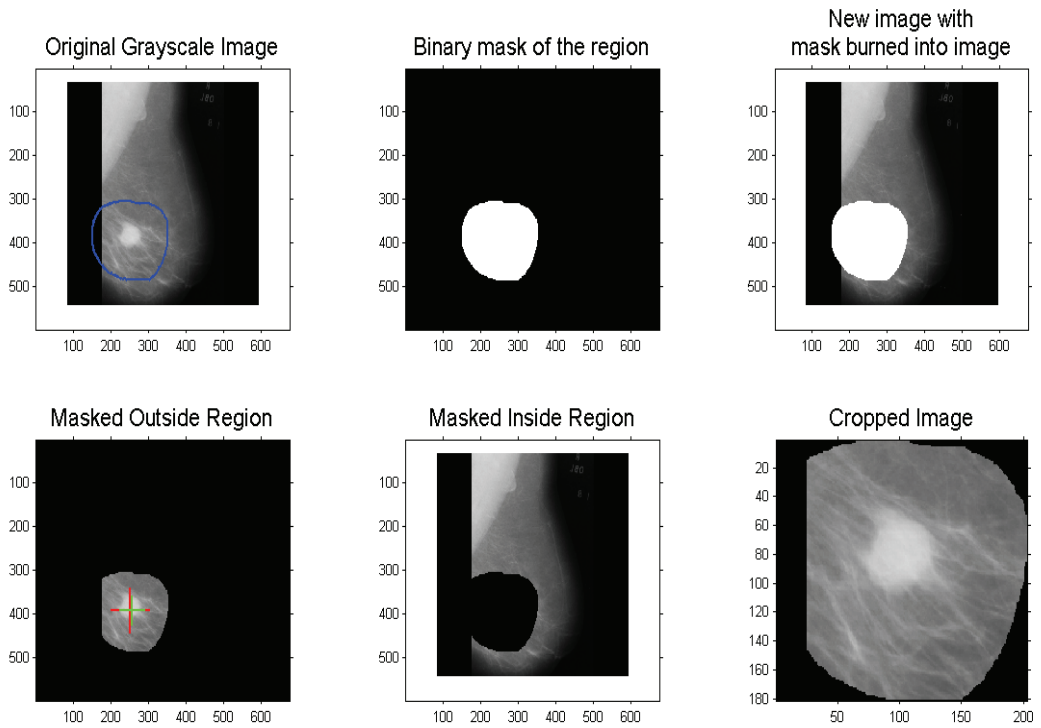 Original Grayscale Image
Binary mask of the region
New image with
mask burned into image
100
200
300
400
500
100 200 300 400 500 600
100
200
300
400
500
100 200 300 400 500 600
100
200
300
400
500
100 200 300 400 500 600
Masked Outside Region
Masked Inside Region
Cropped Image
100
200
300
400
500
100 200 300 400 500 600
100
200
300
400
500
100 200 300 400 500 600
20
40
60
80
100
120
140
160
180
50 100 150 200